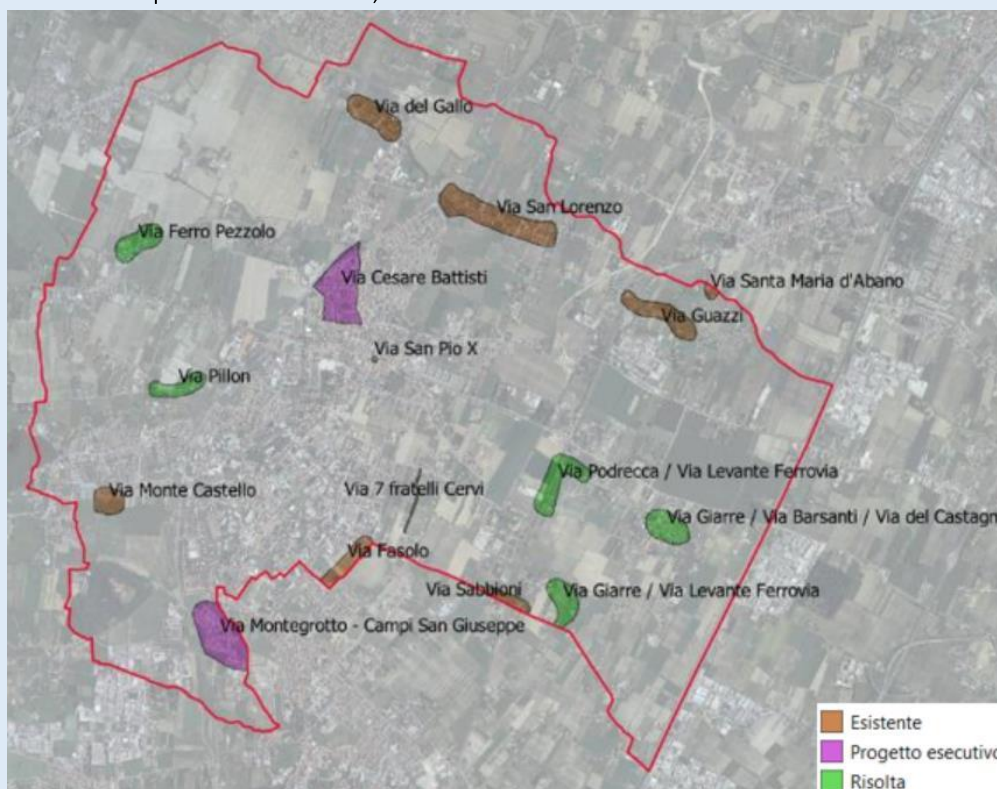 Via del Gallo
Via San Lorenzo
Via Ferro Pezzolo
Via Cesare Battisti
Via Santa Maria d'Abano
Via Guazzi
Via San Pio X
Via Pillon
Via Podrecca / Via Levante Ferrovia
Via Monte Castello
Via 7 fratelli Cervi
Via Giarre / Via Barsanti / Via del Castagn
Via Fasolo
Via Sabbioni
Via Giarre / Via Levante Ferrovia
Via Montegrotto - Campi San Giuseppe
Esistente
Progetto esecutivo
Risolta